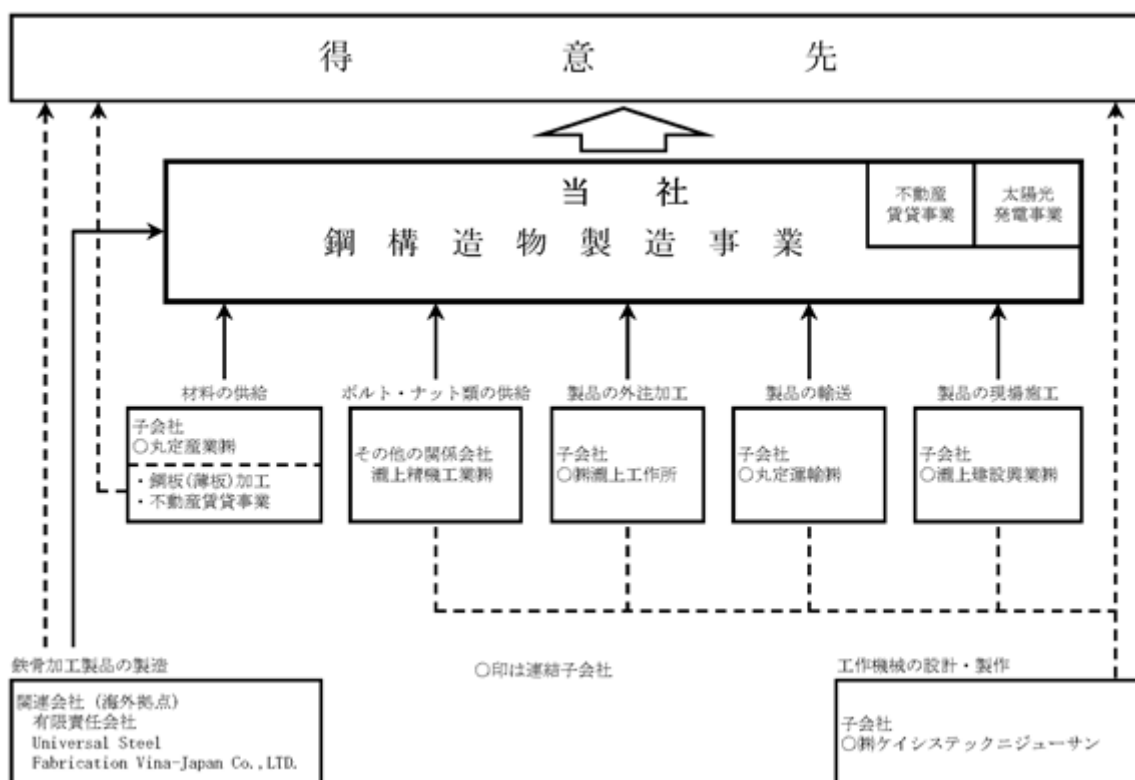 得意先
当社
鋼構造物製造事業
不動産
賃貸事業
太陽光
発電事業
材料の供給
子会社
○丸定産業㈱
・鋼板(薄板)加工
・不動産賃貸事業
ボルト・ナット類の供給
その他の関係会社
瀧上精機工業㈱
製品の外注加工
子会社
○㈱瀧上工作所
製品の輸送
子会社
○丸定運輸㈱
製品の現場施工
子会社
○瀧上建設興業㈱
鉄骨加工製品の製造
関連会社 (海外拠点)
有限責任会社
Universal Steel
Fabrication Vina-Japan Co.,LTD.
○印は連結子会社
工作機械の設計・製作
子会社
○㈱ケイシステックニジューサン